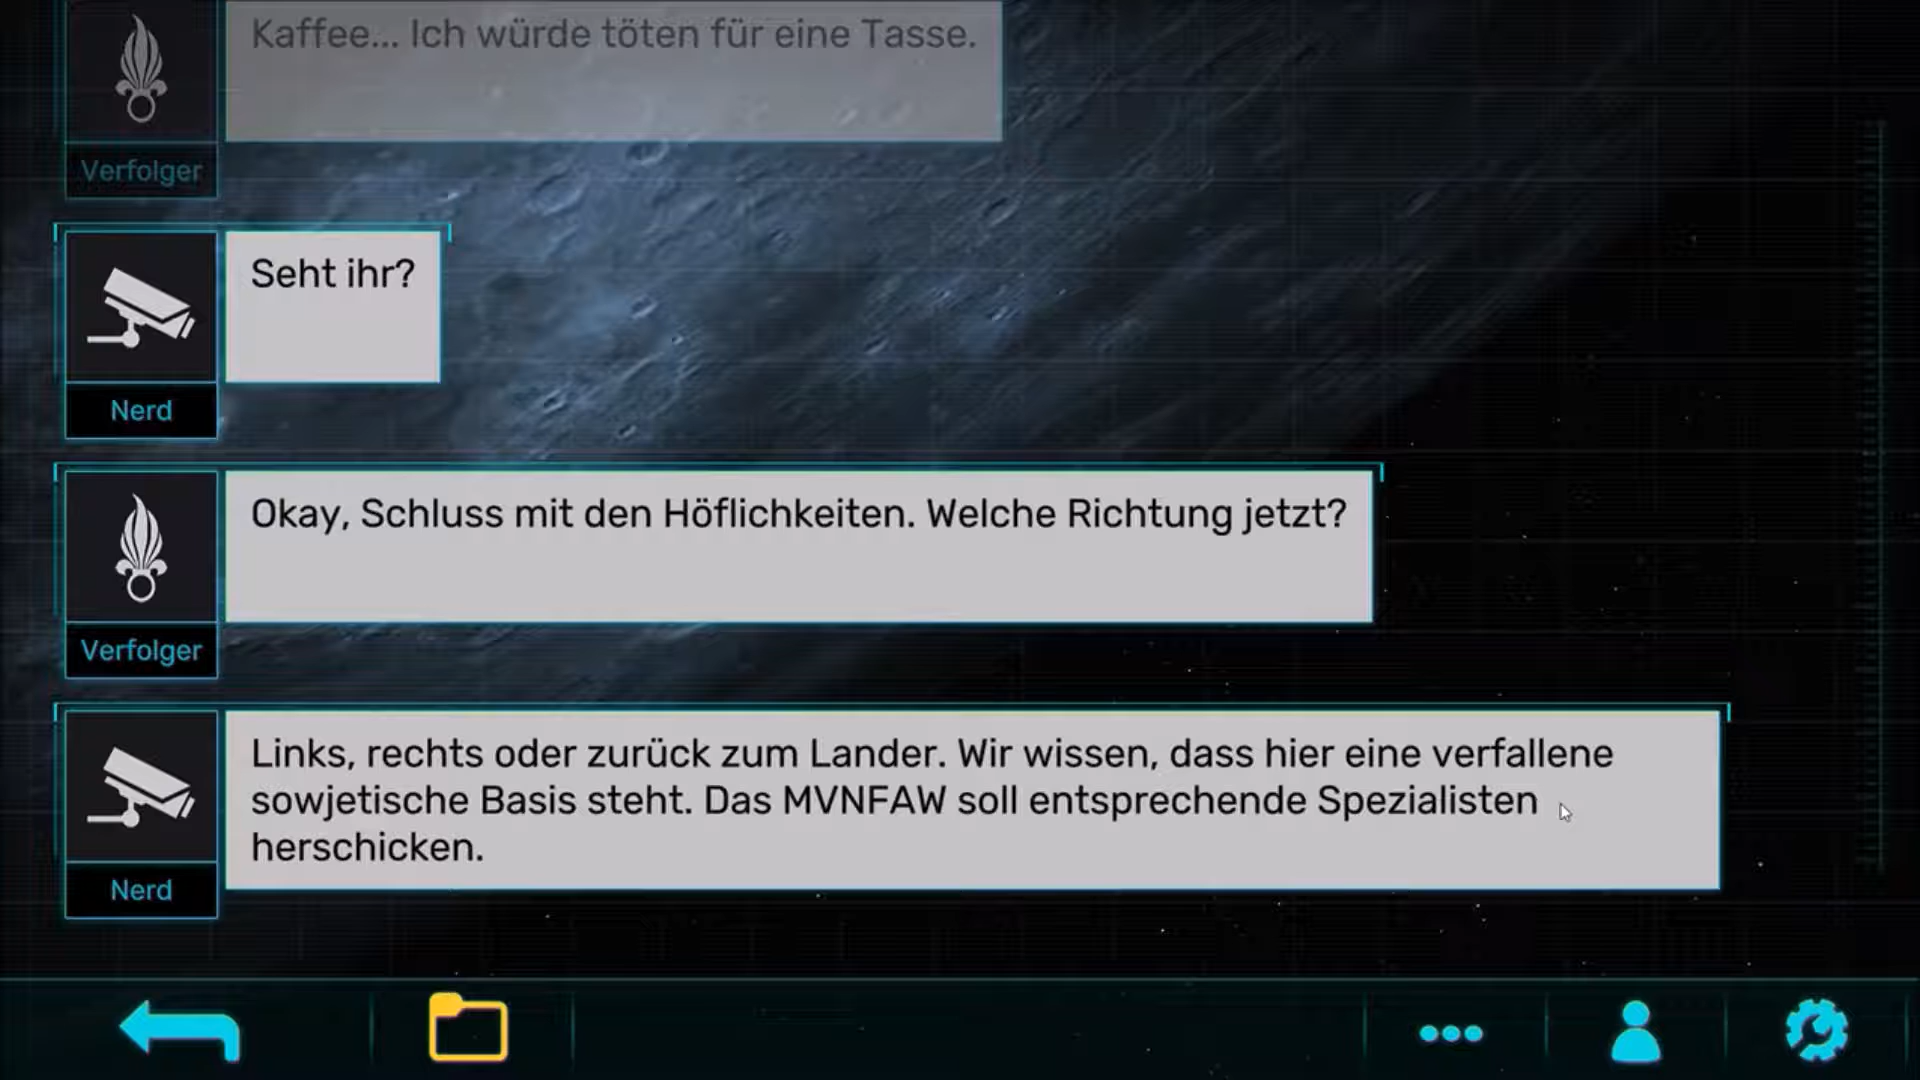 Kaffee... Ich würde töten für eine Tasse.
Verfolger
Seht ihr?
Nerd
Okay, Schluss mit den Höflichkeiten. Welche Richtung jetzt?
Verfolger
Links, rechts oder zurück zum Lander. Wir wissen, dass hier eine verfallene
sowjetische Basis steht. Das MVNFAW soll entsprechende Spezialisten
herschicken.
Nerd